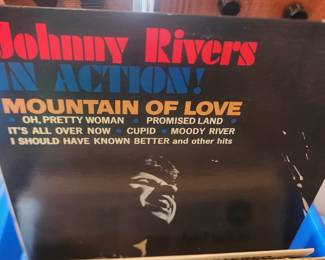 Johnny Rivers
IN ACTION!
MOUNTAIN OF LOVE
• OH, PRETTY WOMAN • PROMISED LAND •
IT'S ALL OVER NOW • CUPID • MOODY RIVER
I SHOULD HAVE KNOWN BETTER and other hits